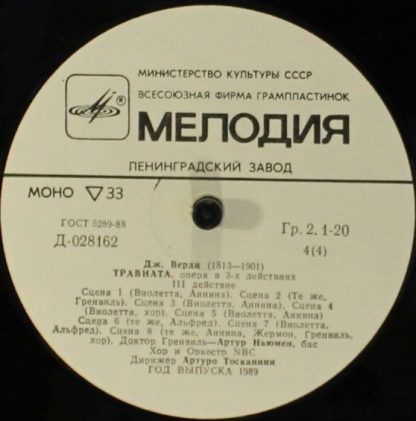 МИНИСТЕРСТВО КУЛЬТУРЫ СССР
ВСЕСОЮЗНАЯ ФИРМА ГРАМПЛАСТИНОК
®
МЕЛОДИЯ
ЛЕНИНГРАДСКИЙ ЗАВОД
МОНО ▽ 33
ГОСТ 5289-88
Гр. 2. 1-20
Д-028162
4(4)
Дж. Верди (1813—1901)
ТРАВИАТА, опера в 3-х действиях
III действие
Сцена 1 (Виолетта, Аннина). Сцена 2 (Те же,
Гренвиль). Сцена 3 (Виолетта, Аннина). Сцена 4
(Виолетта, хор). Сцена 5 (Виолетта, Аннина)
Сцена 6 (те же, Альфред). Сцена 7 (Виолетта,
Альфред). Сцена 8 (те же, Аннина, Жермон, Гренвиль,
хор). Доктор Гренвиль—Артур Ньюмен, бас
Хор и Оркестр NBC
Дирижер Артуро Тосканини
ГОД ВЫПУСКА 1989